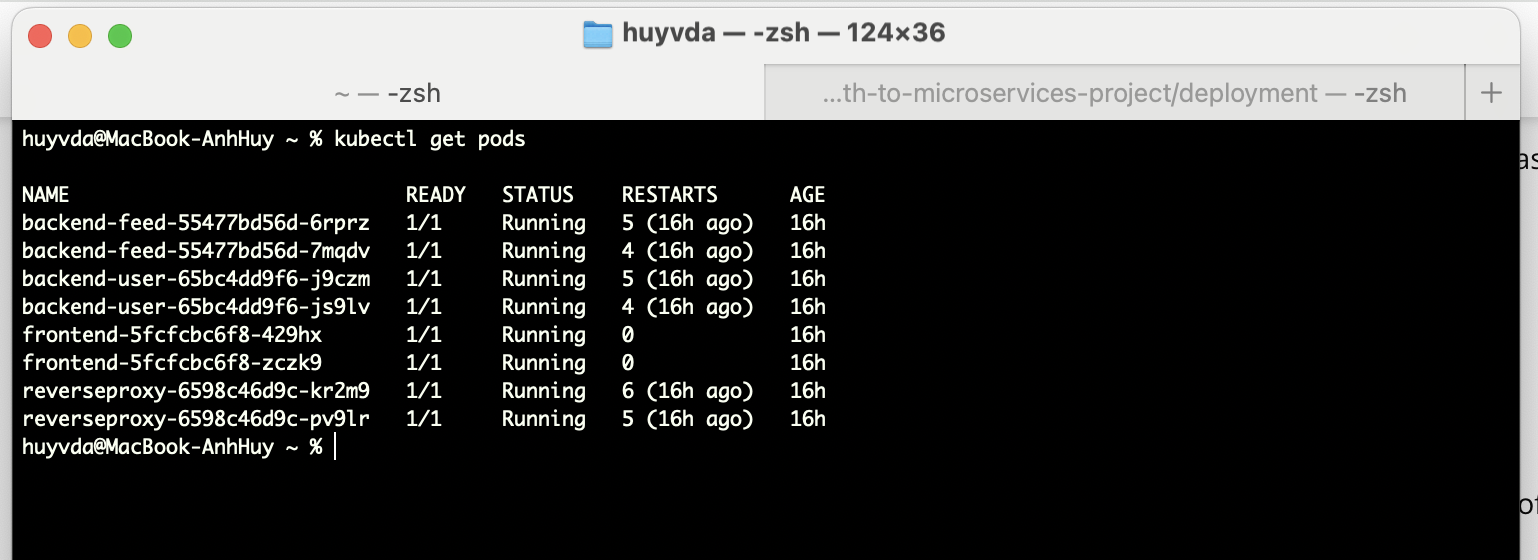 huyvda — -zsh — 124×36
~ — -zsh
...th-to-microservices-project/deployment — -zsh
+
huyvda@MacBook-AnhHuy ~ % kubectl get pods
NAME READY STATUS RESTARTS AGE
backend-feed-55477bd56d-6rprz 1/1 Running 5 (16h ago) 16h
backend-feed-55477bd56d-7mqdv 1/1 Running 4 (16h ago) 16h
backend-user-65bc4dd9f6-j9czm 1/1 Running 5 (16h ago) 16h
backend-user-65bc4dd9f6-js9lv 1/1 Running 4 (16h ago) 16h
frontend-5fcfcbc6f8-429hx 1/1 Running 0 16h
frontend-5fcfcbc6f8-zczk9 1/1 Running 0 16h
reverseproxy-6598c46d9c-kr2m9 1/1 Running 6 (16h ago) 16h
reverseproxy-6598c46d9c-pv9lr 1/1 Running 5 (16h ago) 16h
huyvda@MacBook-AnhHuy ~ %